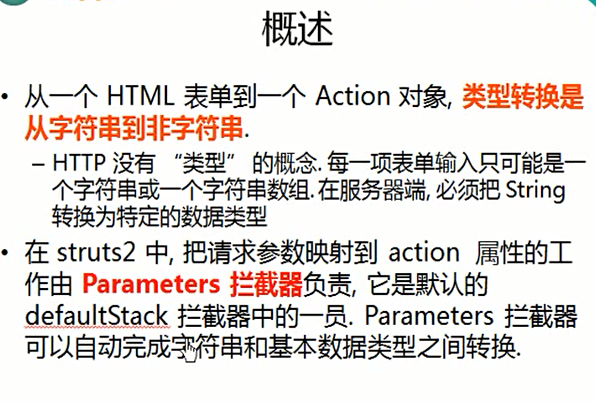 概述
• 从一个 HTML 表单到一个 Action 对象, 类型转换是
从字符串到非字符串.
– HTTP 没有 “类型” 的概念. 每一项表单输入只可能是一
个字符串或一个字符串数组. 在服务器端, 必须把 String
转换为特定的数据类型
• 在 struts2 中, 把请求参数映射到 action 属性的工
作由 Parameters 拦截器负责, 它是默认的
defaultStack 拦截器中的一员. Parameters 拦截器
可以自动完成字符串和基本数据类型之间转换.